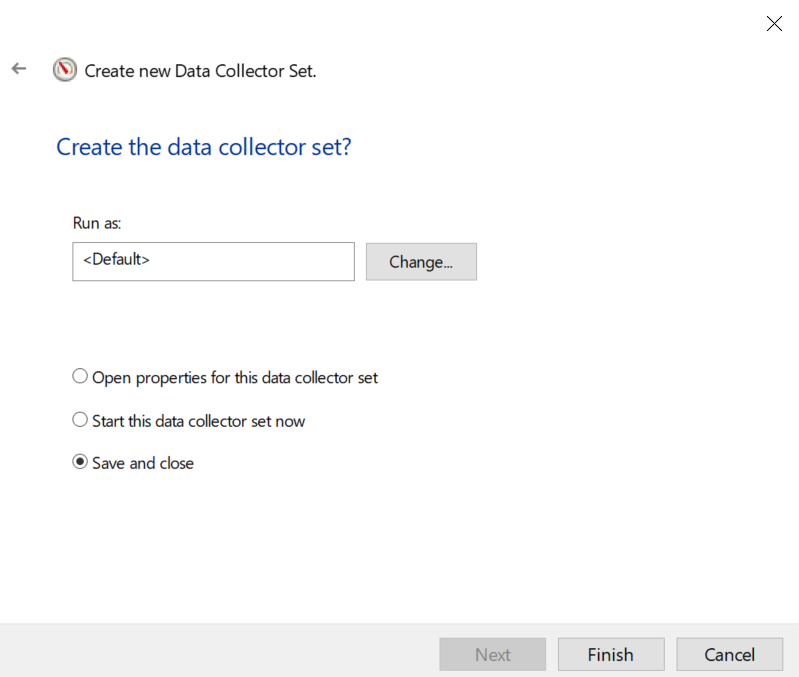 Create new Data Collector Set.
Create the data collector set?
Run as:
<Default>
Change...
Open properties for this data collector set
Start this data collector set now
Save and close
Next
Finish
Cancel